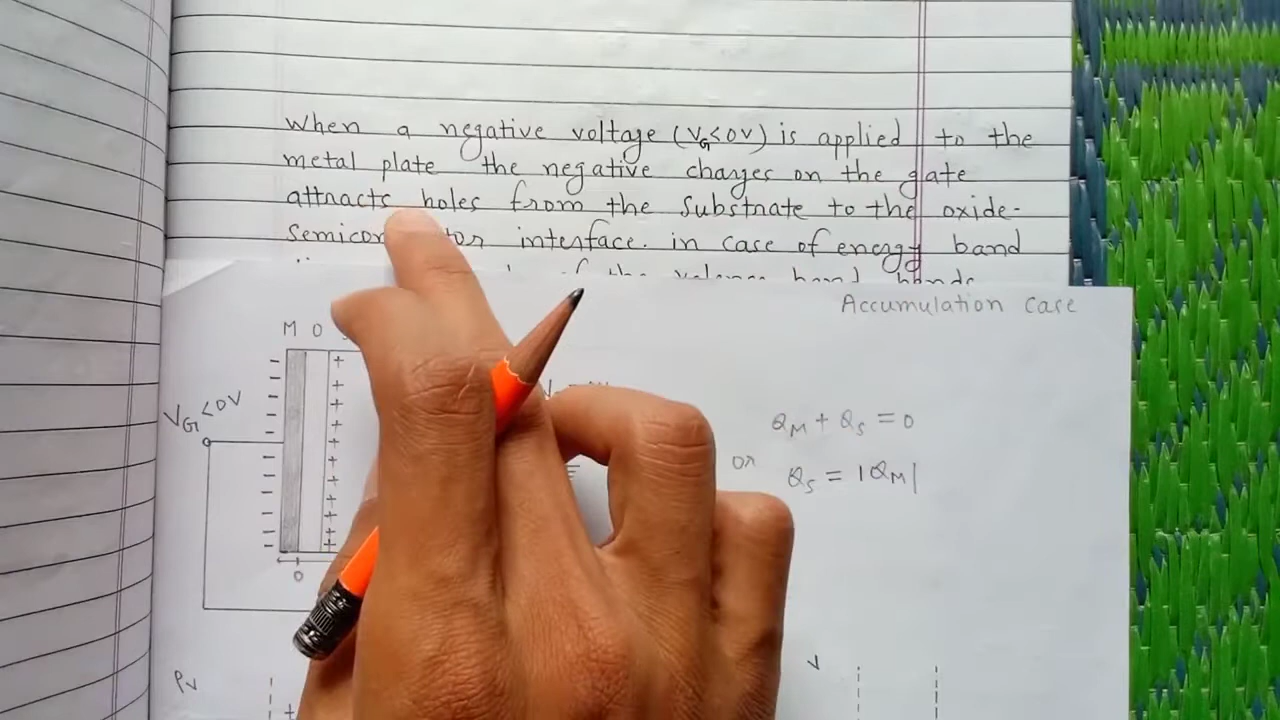 When a negative voltage (VG<0V) is applied to the
metal plate the negative charges on the gate
attracts holes from the substrate to the oxide-
interface. in case of energy band
Accumulation case
M O
VG<0V
QM + QS = 0
or
QS = |QM|
0
PV
V